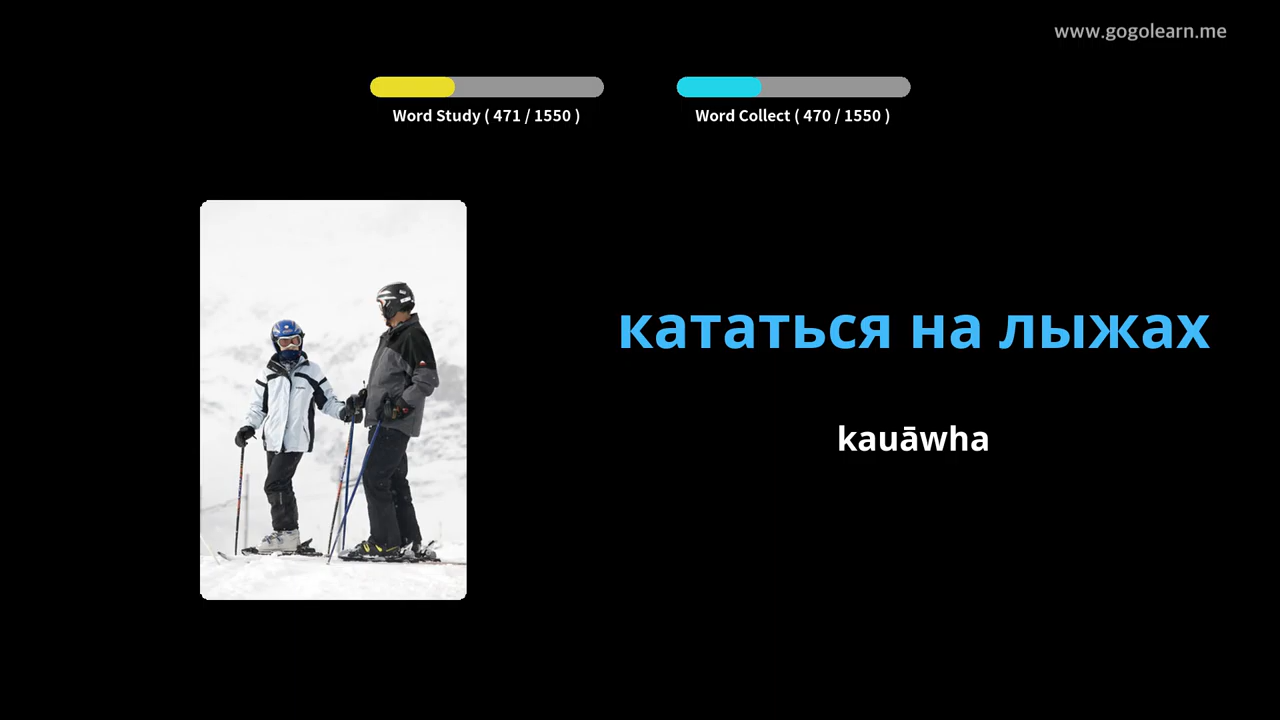 www.gogolearn.me
Word Study ( 471 / 1550 )
Word Collect ( 470 / 1550 )
кататься на лыжах
kauāwha